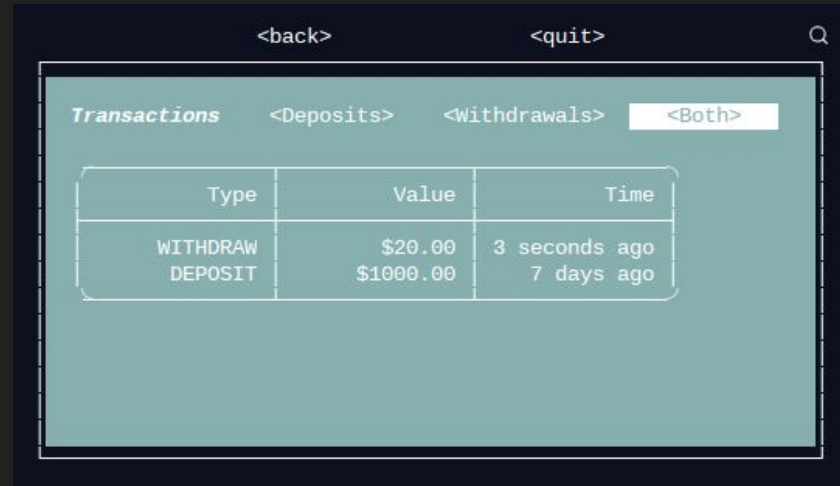 <back> <quit>
Transactions <Deposits> <Withdrawals> <Both>
Type Value Time
WITHDRAW $20.00 3 seconds ago
DEPOSIT $1000.00 7 days ago